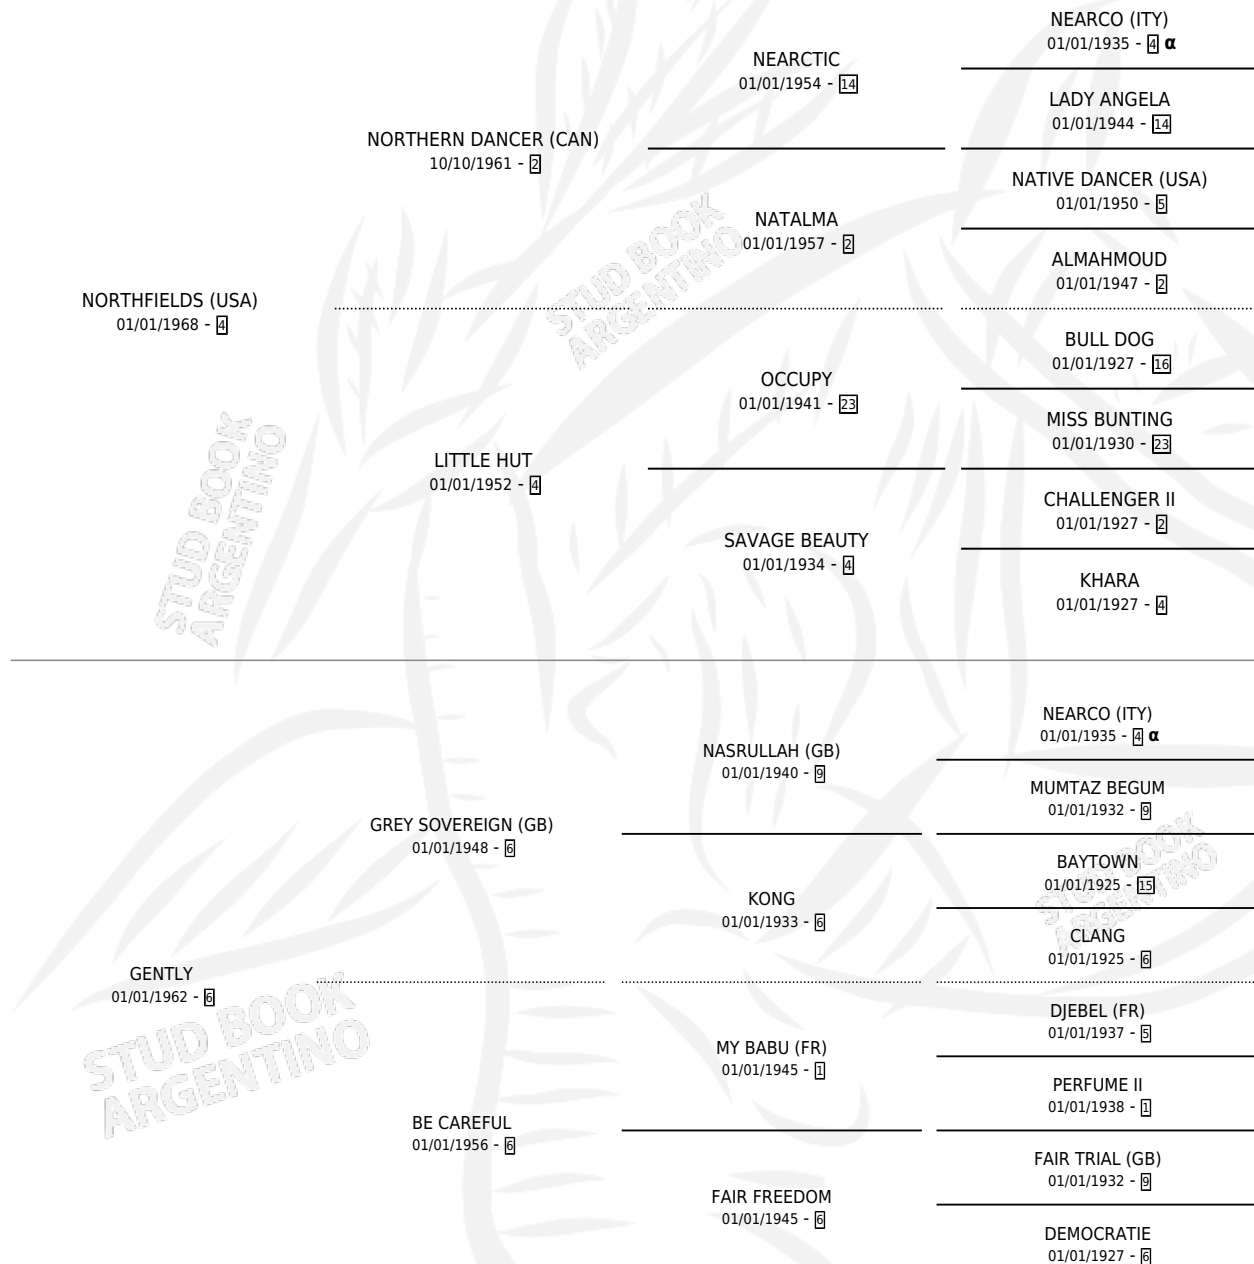 NEARCO (ITY)
01/01/1935 - 4 α
NEARCTIC
01/01/1954 - 14
LADY ANGELA
01/01/1944 - 14
NORTHERN DANCER (CAN)
10/10/1961 - 2
NATIVE DANCER (USA)
01/01/1950 - 5
NATALMA
01/01/1957 - 2
ALMAHMOUD
01/01/1947 - 2
STUD BOOK
ARGENTINO
NORTHFIELDS (USA)
01/01/1968 - 4
BULL DOG
01/01/1927 - 16
OCCUPY
01/01/1941 - 23
MISS BUNTING
01/01/1930 - 23
LITTLE HUT
01/01/1952 - 4
CHALLENGER II
01/01/1927 - 2
SAVAGE BEAUTY
01/01/1934 - 4
KHARA
01/01/1927 - 4
STUD BOOK
ARGENTINO
NEARCO (ITY)
01/01/1935 - 4 α
NASRULLAH (GB)
01/01/1940 - 9
MUMTAZ BEGUM
01/01/1932 - 9
GREY SOVEREIGN (GB)
01/01/1948 - 6
BAYTOWN
01/01/1925 - 15
KONG
01/01/1933 - 6
CLANG
01/01/1925 - 6
STUD BOOK
ARGENTINO
GENTLY
01/01/1962 - 6
DJEBEL (FR)
01/01/1937 - 5
MY BABU (FR)
01/01/1945 - 1
PERFUME II
01/01/1938 - 1
STUD BOOK
ARGENTINO
BE CAREFUL
01/01/1956 - 6
FAIR TRIAL (GB)
01/01/1932 - 9
FAIR FREEDOM
01/01/1945 - 6
DEMOCRATIE
01/01/1927 - 6